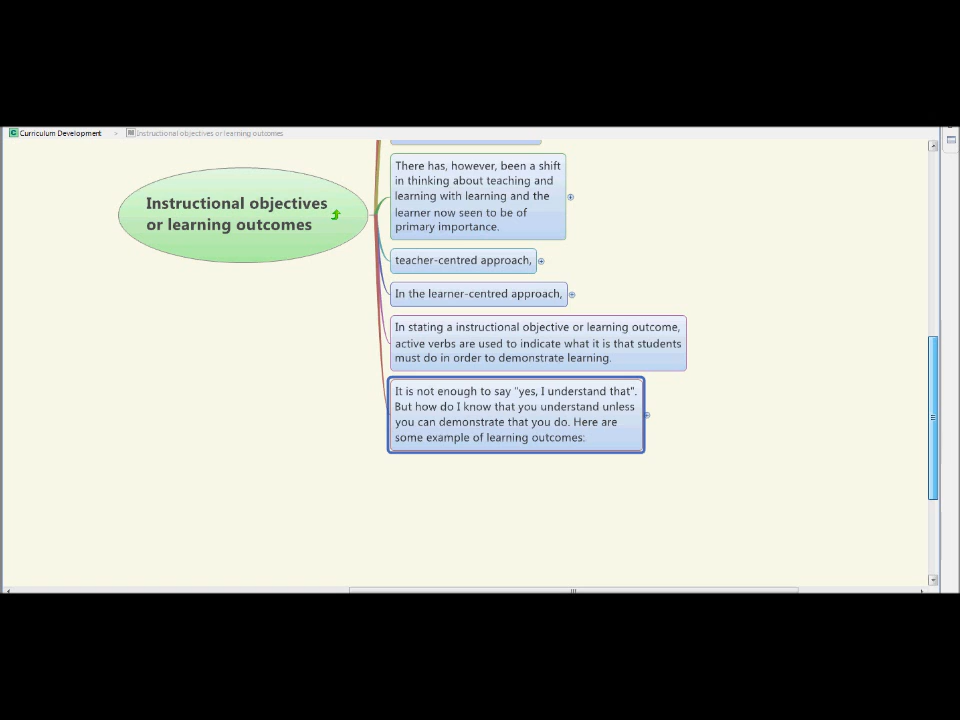 Curriculum Development > Instructional objectives or learning outcomes
Instructional objectives
or learning outcomes
There has, however, been a shift
in thinking about teaching and
learning with learning and the
learner now seen to be of
primary importance.
teacher-centred approach,
In the learner-centred approach,
In stating a instructional objective or learning outcome,
active verbs are used to indicate what it is that students
must do in order to demonstrate learning.
It is not enough to say "yes, I understand that".
But how do I know that you understand unless
you can demonstrate that you do. Here are
some example of learning outcomes: